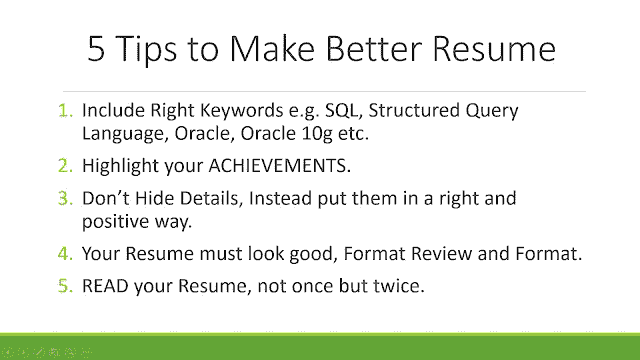 5 Tips to Make Better Resume
1. Include Right Keywords e.g. SQL, Structured Query
Language, Oracle, Oracle 10g etc.
2. Highlight your ACHIEVEMENTS.
3. Don’t Hide Details, Instead put them in a right and
positive way.
4. Your Resume must look good, Format Review and Format.
5. READ your Resume, not once but twice.